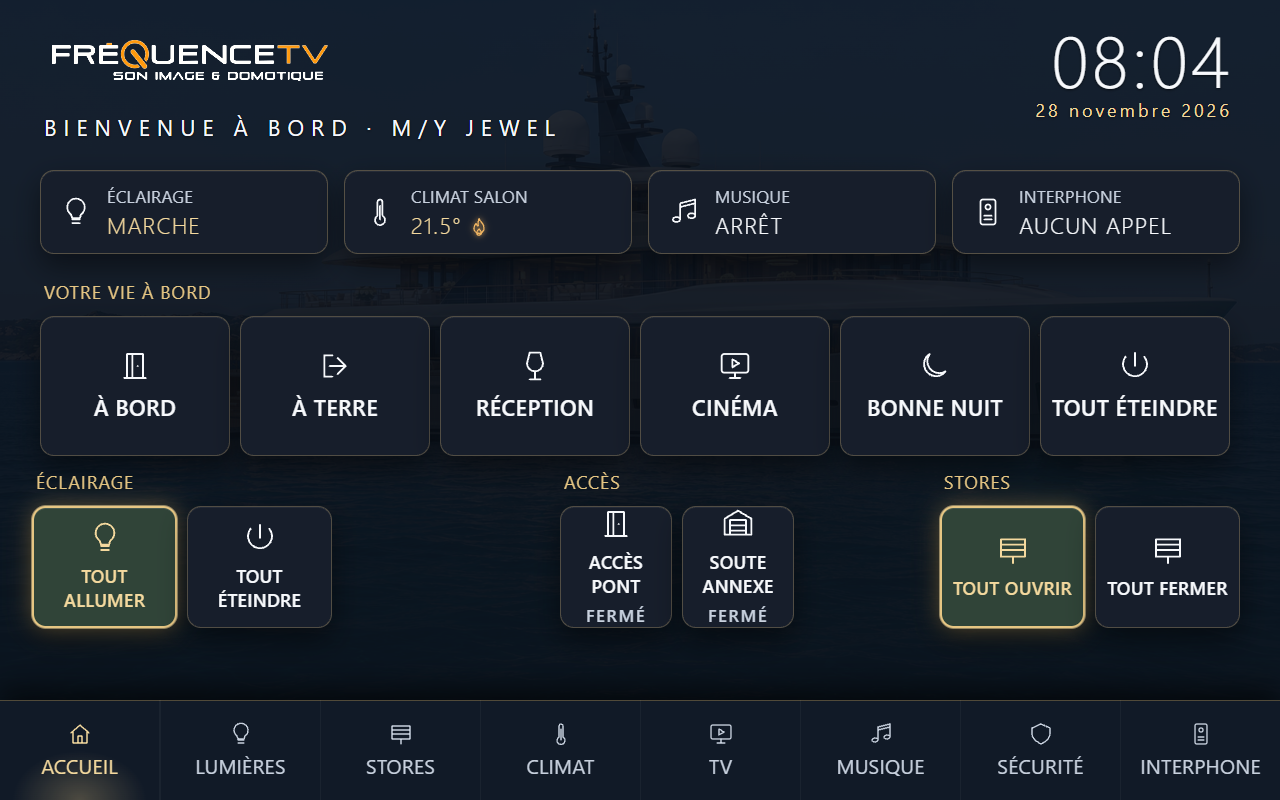 FRÉQUENCETV
SON IMAGE & DOMOTIQUE
08:04
28 novembre 2026
BIENVENUE À BORD · M/Y JEWEL
ÉCLAIRAGE
MARCHE
CLIMAT SALON
21.5°
MUSIQUE
ARRÊT
INTERPHONE
AUCUN APPEL
VOTRE VIE À BORD
À BORD
À TERRE
RÉCEPTION
CINÉMA
BONNE NUIT
TOUT ÉTEINDRE
ÉCLAIRAGE
TOUT
ALLUMER
TOUT
ÉTEINDRE
ACCÈS
ACCÈS
PONT
FERMÉ
SOUTE
ANNEXE
FERMÉ
STORES
TOUT OUVRIR
TOUT FERMER
ACCUEIL
LUMIÈRES
STORES
CLIMAT
TV
MUSIQUE
SÉCURITÉ
INTERPHONE